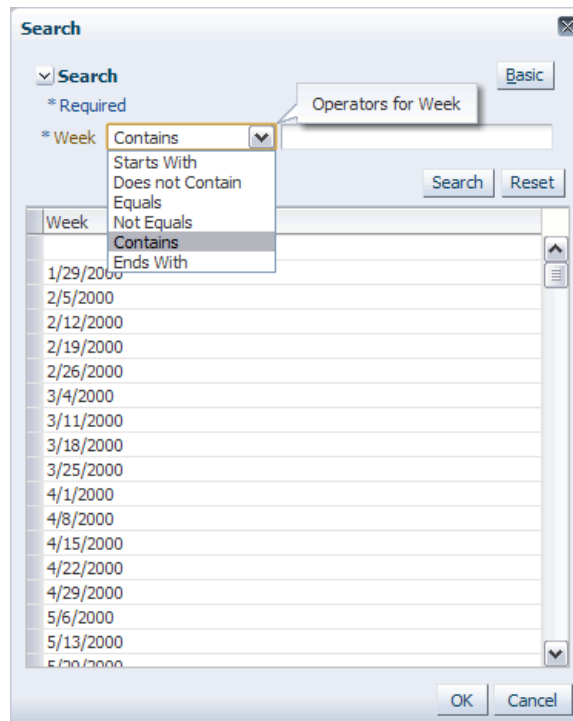 Search
Search
Basic
* Required
Operators for Week
* Week Contains
Starts With
Does not Contain
Equals
Not Equals
Contains
Ends With
Search Reset
Week
1/29/2000
2/5/2000
2/12/2000
2/19/2000
2/26/2000
3/4/2000
3/11/2000
3/18/2000
3/25/2000
4/1/2000
4/8/2000
4/15/2000
4/22/2000
4/29/2000
5/6/2000
5/13/2000
5/20/2000
OK Cancel